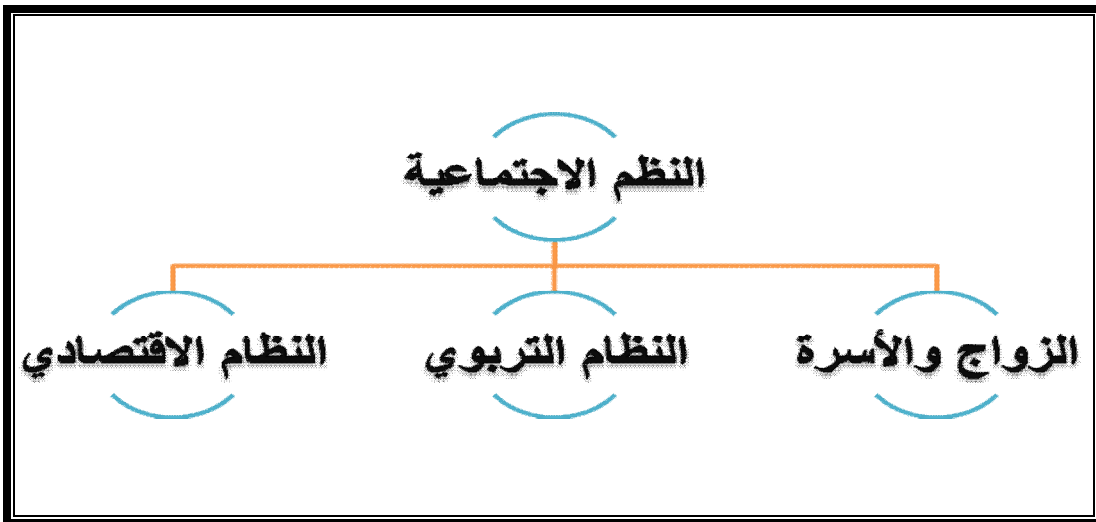 النظم الاجتماعية
الزواج والأسرة
النظام التربوي
النظام الاقتصادي